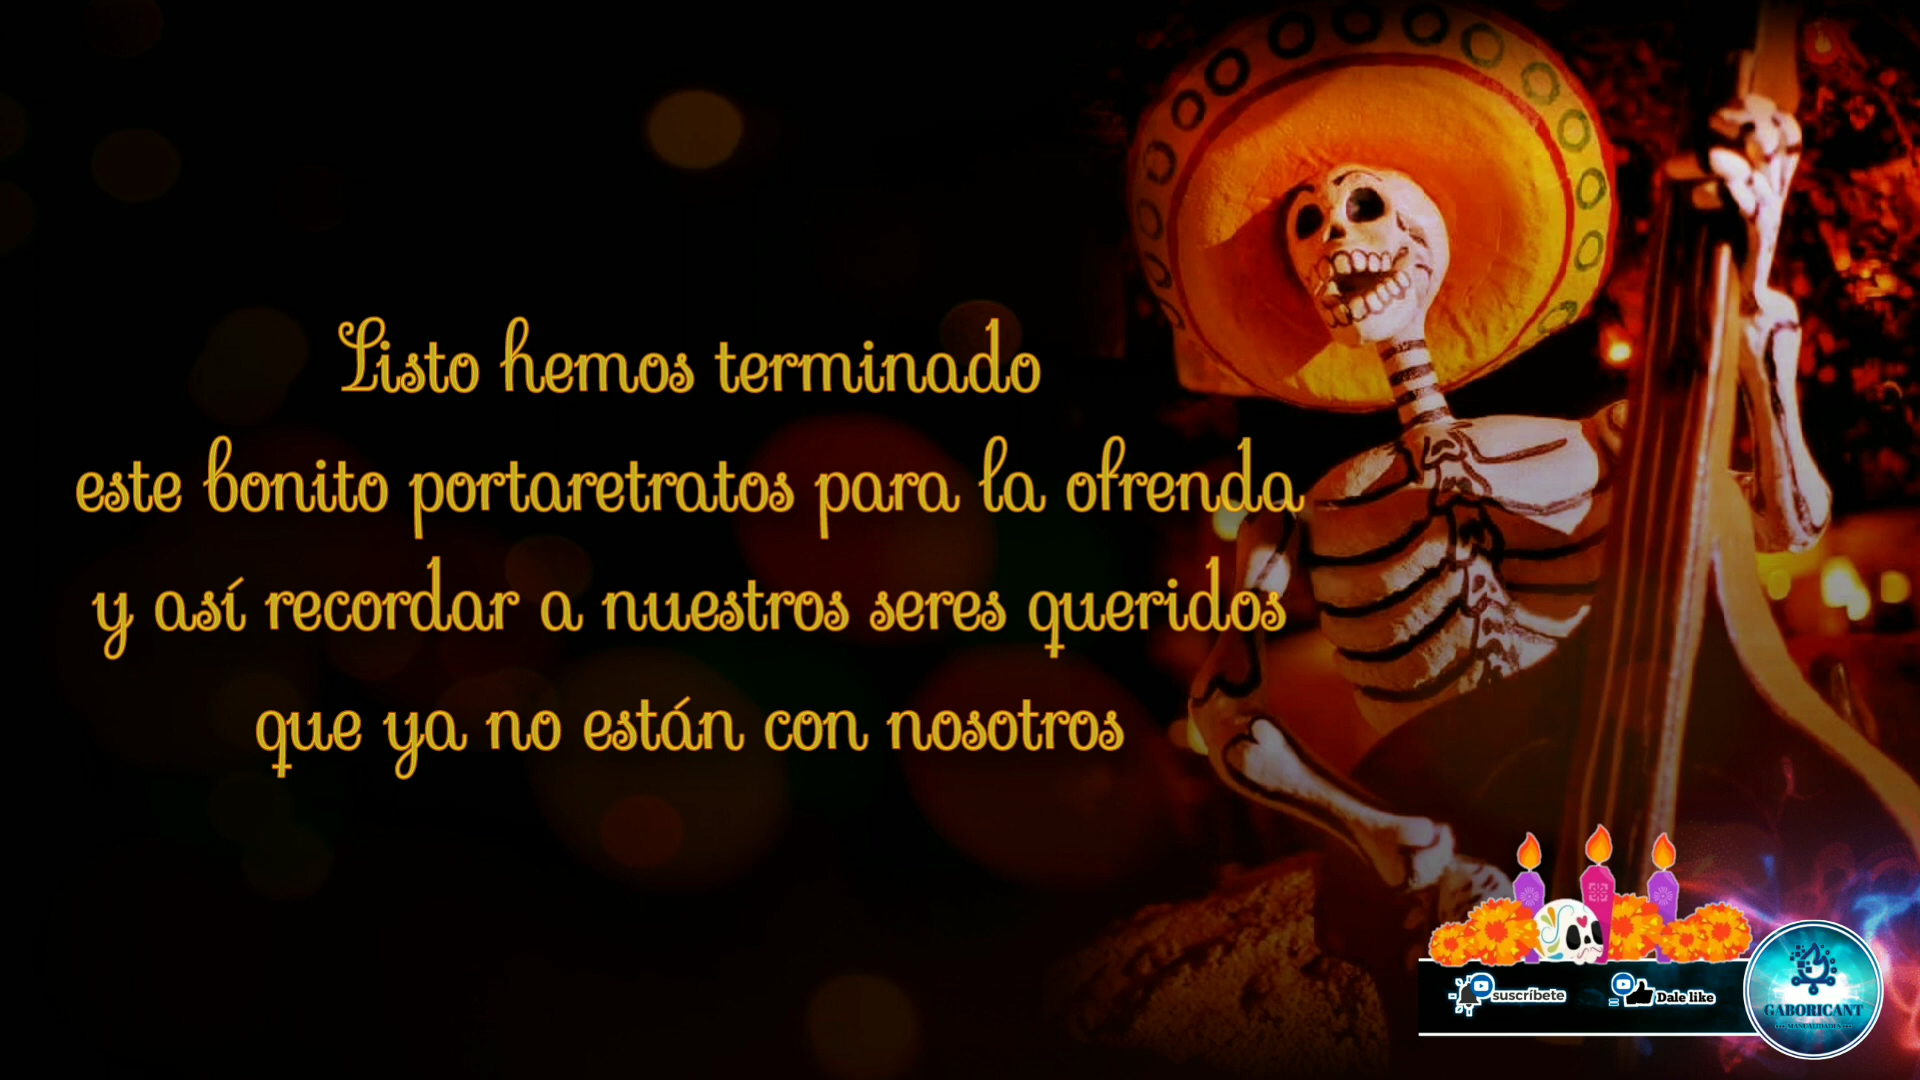 Listo hemos terminado
este bonito portaretratos para la ofrenda
y así recordar a nuestros seres queridos
que ya no están con nosotros
suscríbete
Dale like
GABORICANT
MANUALIDADES